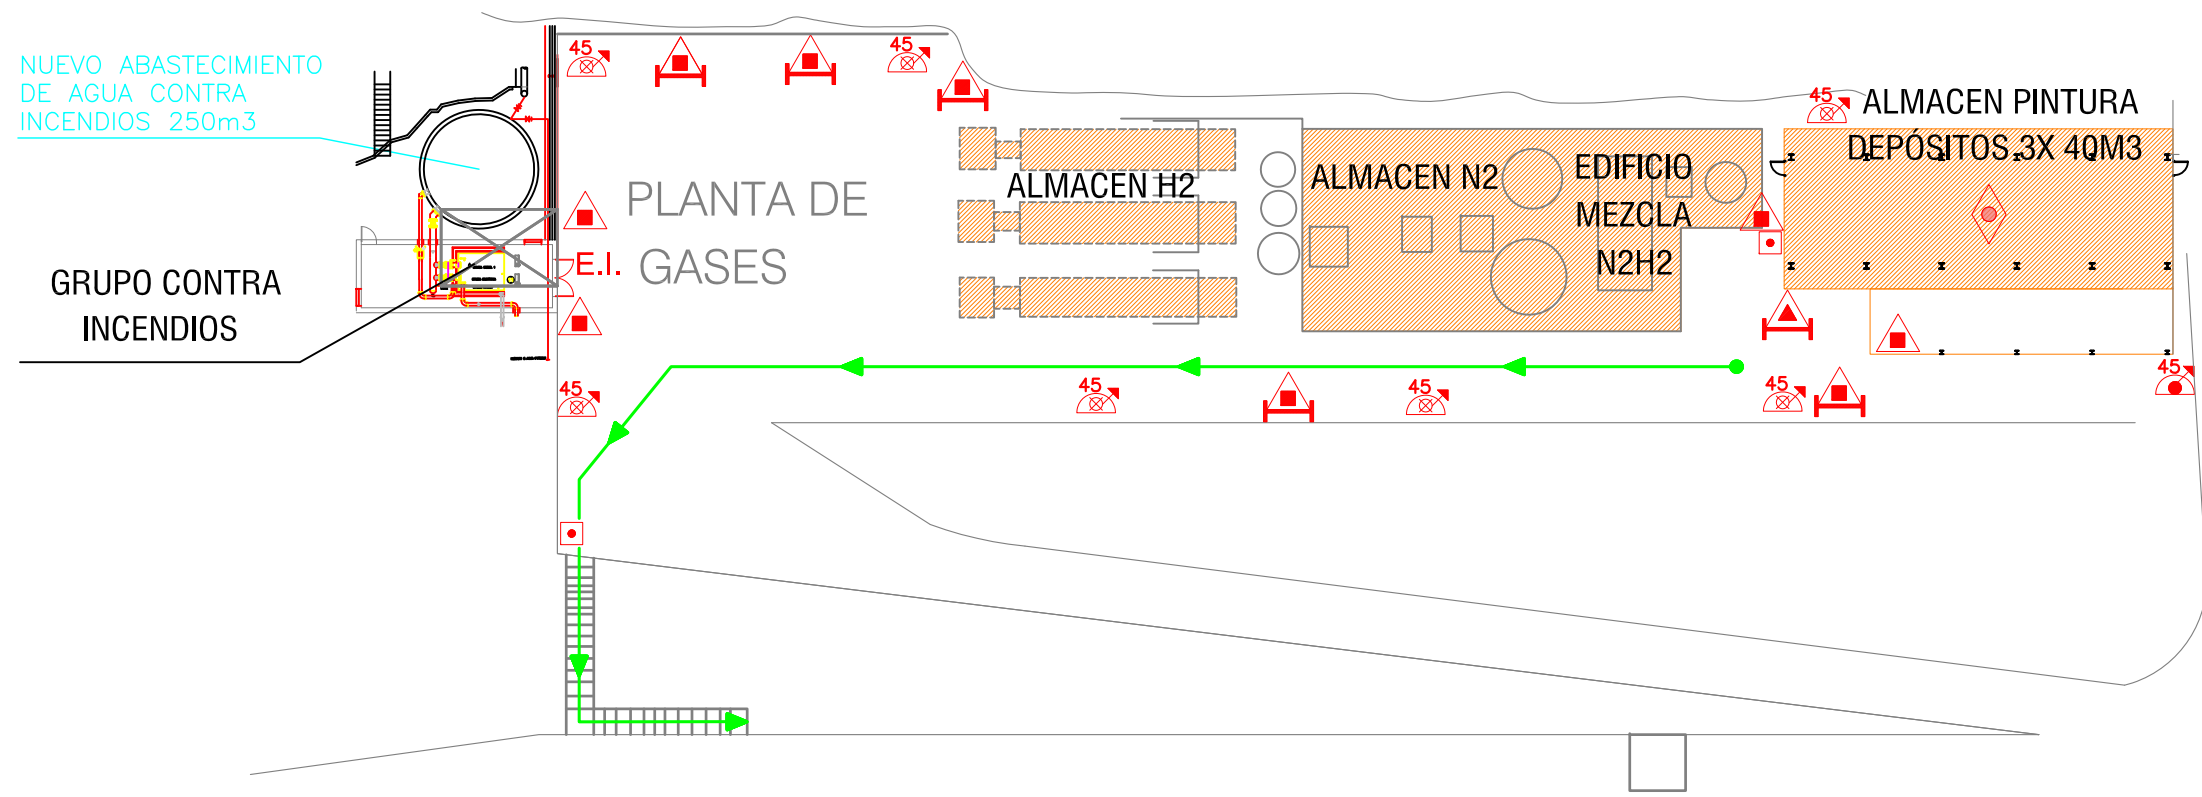 NUEVO ABASTECIMIENTO
DE AGUA CONTRA
INCENDIOS 250m3
45
45
45
ALMACEN PINTURA
DEPÓSITOS 3X 40M3
PLANTA DE
GASES
ALMACEN H2
ALMACEN N2
EDIFICIO
MEZCLA
N2H2
E.I.
GRUPO CONTRA
INCENDIOS
45
45
45
45
45